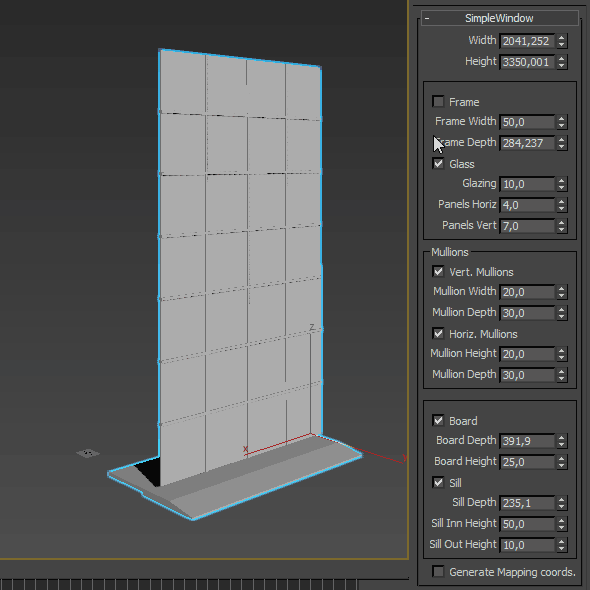 - SimpleWindow
Width 2041,252
Height 3350,001
Frame
Frame Width 50,0
Depth 284,237
Glass
Glazing 10,0
Panels Horiz 4,0
Panels Vert 7,0
Mullions
Vert. Mullions
Mullion Width 20,0
Mullion Depth 30,0
Horiz. Mullions
Mullion Height 20,0
Mullion Depth 30,0
Board
Board Depth 391,9
Board Height 25,0
Sill
Sill Depth 235,1
Sill Inn Height 50,0
Sill Out Height 10,0
Generate Mapping coords.
z
x